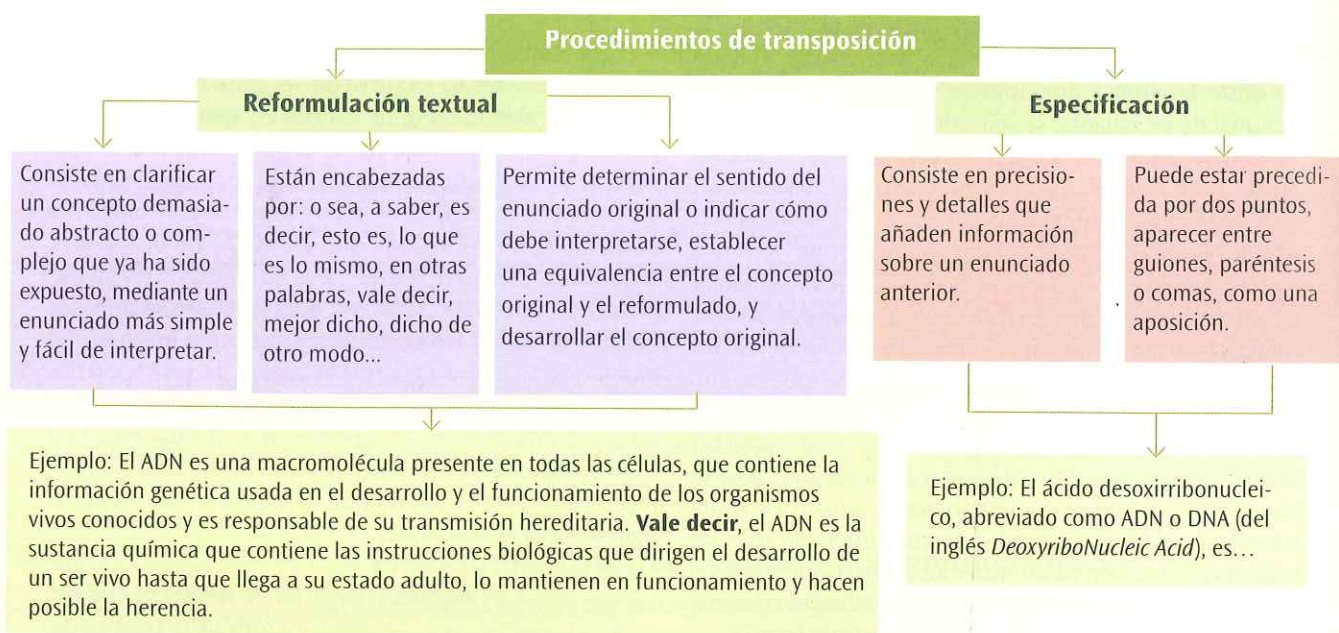 Procedimientos de transposición
Reformulación textual
Consiste en clarificar
un concepto demasia-
do abstracto o com-
plejo que ya ha sido
expuesto, mediante un
enunciado más simple
y fácil de interpretar.
Están encabezadas
por: o sea, a saber, es
decir, esto es, lo que
es lo mismo, en otras
palabras, vale decir,
mejor dicho, dicho de
otro modo...
Permite determinar el sentido del
enunciado original o indicar cómo
debe interpretarse, establecer
una equivalencia entre el concepto
original y el reformulado, y
desarrollar el concepto original.
Ejemplo: El ADN es una macromolécula presente en todas las células, que contiene la
información genética usada en el desarrollo y el funcionamiento de los organismos
vivos conocidos y es responsable de su transmisión hereditaria. Vale decir, el ADN es la
sustancia química que contiene las instrucciones biológicas que dirigen el desarrollo de
un ser vivo hasta que llega a su estado adulto, lo mantienen en funcionamiento y hacen
posible la herencia.
Especificación
Consiste en precisio-
nes y detalles que
añaden información
sobre un enunciado
anterior.
Puede estar precedi-
da por dos puntos,
aparecer entre
guiones, paréntesis
o comas, como una
aposición.
Ejemplo: El ácido desoxirribonuclei-
co, abreviado como ADN o DNA (del
inglés DeoxyriboNucleic Acid), es...